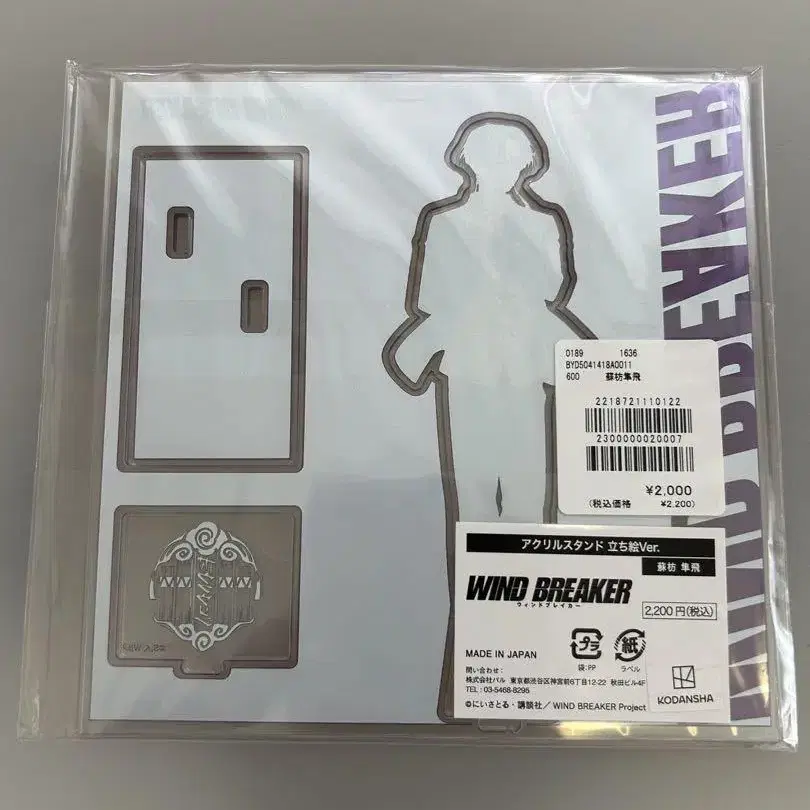 WIND BREAKER
0189 1636
BYD5041418A0011
600 蘇枋隼飛
2218721110122
2300000020007
¥2,000
(税込価格 ¥2,200)
アクリルスタンド 立ち絵Ver.
蘇枋 隼飛
WIND BREAKER
ウィンドブレイカー
2,200円(税込)
プラ
袋:PP
紙
ラベル
MADE IN JAPAN
問い合わせ:
株式会社パル 東京都渋谷区神宮前6丁目12-22 秋田ビル4F
TEL : 03-5468-8295
KODANSHA
©にいさとる・講談社/ WIND BREAKER Project